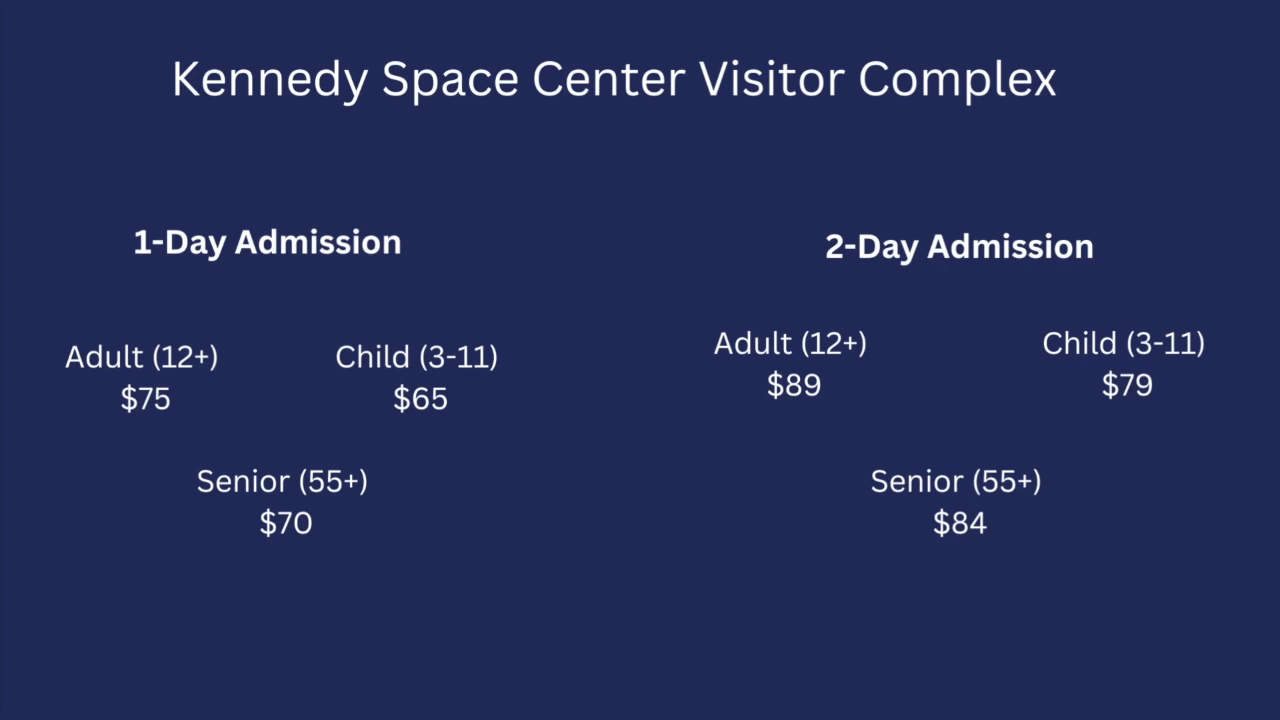 Kennedy Space Center Visitor Complex
1-Day Admission
Adult (12+)
$75
Child (3-11)
$65
Senior (55+)
$70
2-Day Admission
Adult (12+)
$89
Child (3-11)
$79
Senior (55+)
$84